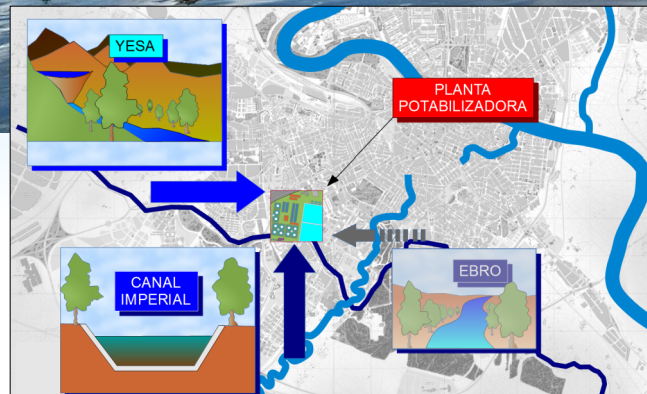 YESA
PLANTA
POTABILIZADORA
CANAL
IMPERIAL
EBRO